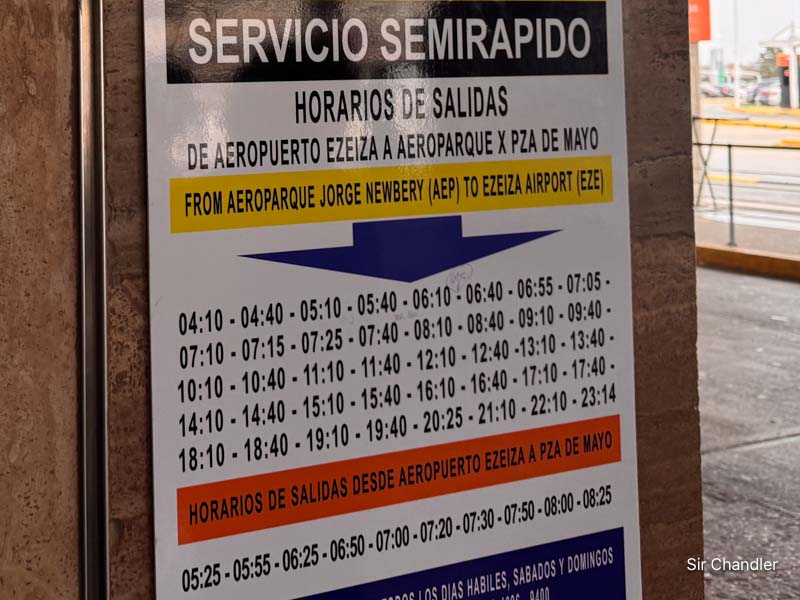 SERVICIO SEMIRAPIDO
HORARIOS DE SALIDAS
DE AEROPUERTO EZEIZA A AEROPARQUE X PZA DE MAYO
FROM AEROPARQUE JORGE NEWBERY (AEP) TO EZEIZA AIRPORT (EZE)
04:10 - 04:40 - 05:10 - 05:40 - 06:10 - 06:40 - 06:55 - 07:05 -
07:10 - 07:15 - 07:25 - 07:40 - 08:10 - 08:40 - 09:10 - 09:40 -
10:10 - 10:40 - 11:10 - 11:40 - 12:10 - 12:40 -13:10 - 13:40 -
14:10 - 14:40 - 15:10 - 15:40 - 16:10 - 16:40 - 17:10 - 17:40 -
18:10 - 18:40 - 19:10 - 19:40 - 20:25 - 21:10 - 22:10 - 23:14
HORARIOS DE SALIDAS DESDE AEROPUERTO EZEIZA A PZA DE MAYO
05:25 - 05:55 - 06:25 - 06:50 - 07:00 - 07:20 - 07:30 - 07:50 - 08:00 - 08:25
LOS DIAS HABILES, SABADOS Y DOMINGOS
9400
Sir Chandler